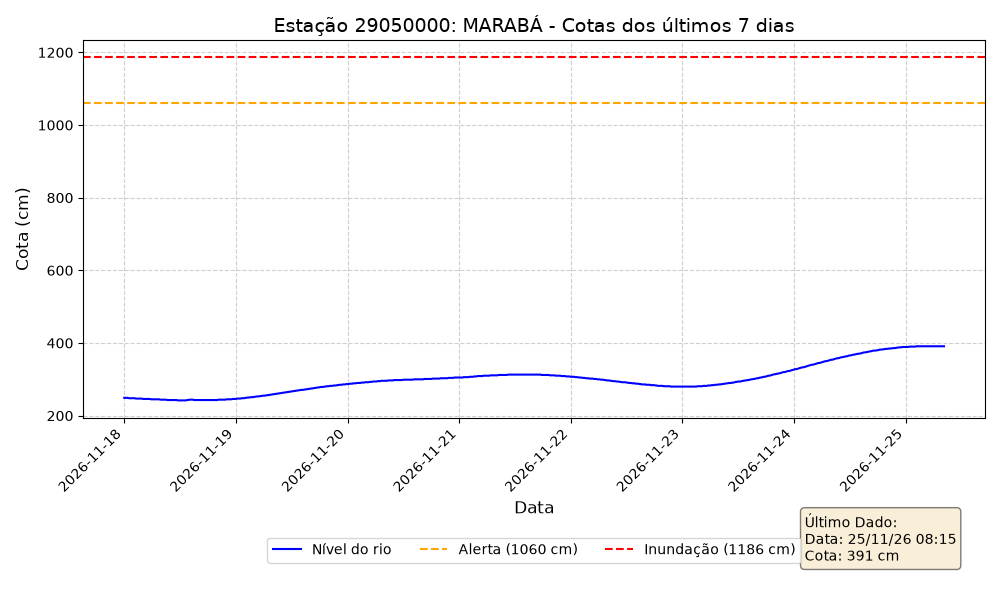 Estação 29050000: MARABÁ - Cotas dos últimos 7 dias
1200
1000
800
600
400
200
Cota (cm)
2026-11-18
2026-11-19
2026-11-20
2026-11-21
2026-11-22
2026-11-23
2026-11-24
2026-11-25
Data
Nível do rio
Alerta (1060 cm)
Inundação (1186 cm)
Último Dado:
Data: 25/11/26 08:15
Cota: 391 cm